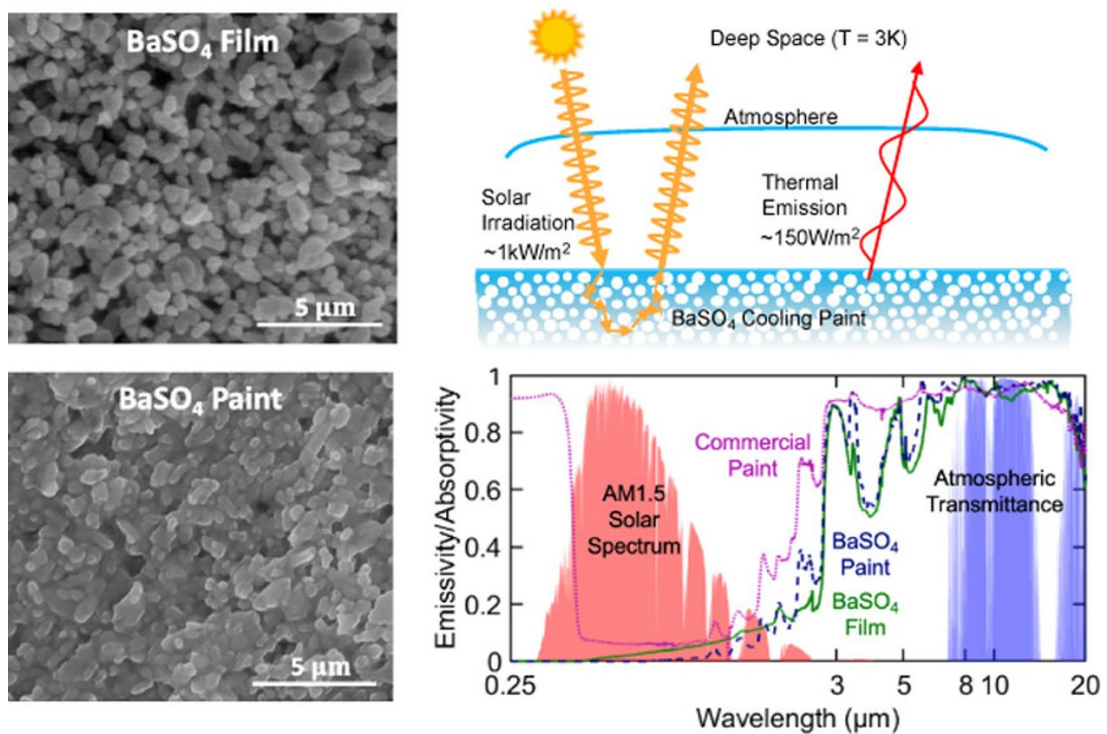 BaSO₄ Film
5 µm
Deep Space (T = 3K)
Atmosphere
Solar
Irradiation
~1kW/m²
Thermal
Emission
~150W/m²
BaSO₄ Cooling Paint
BaSO₄ Paint
5 µm
Emissivity/Absorptivity
1
0.8
0.6
0.4
0.2
0
Commercial
Paint
AM1.5
Solar
Spectrum
Atmospheric
Transmittance
BaSO₄
Paint
BaSO₄
Film
0.25
3
5
8
10
20
Wavelength (µm)